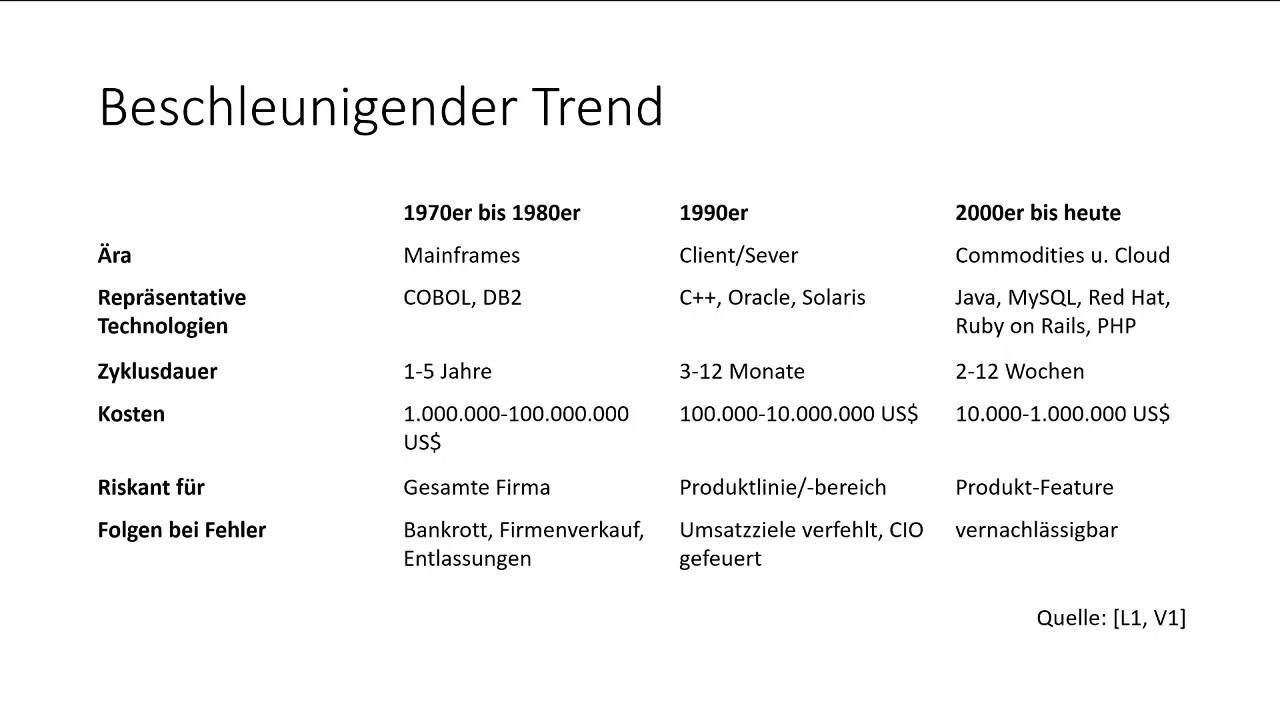 Beschleunigender Trend
1970er bis 1980er 1990er 2000er bis heute
Ära Mainframes Client/Sever Commodities u. Cloud
Repräsentative COBOL, DB2 C++, Oracle, Solaris Java, MySQL, Red Hat,
Technologien Ruby on Rails, PHP
Zyklusdauer 1-5 Jahre 3-12 Monate 2-12 Wochen
Kosten 1.000.000-100.000.000 100.000-10.000.000 US$ 10.000-1.000.000 US$
US$
Riskant für Gesamte Firma Produktlinie/-bereich Produkt-Feature
Folgen bei Fehler Bankrott, Firmenverkauf, Umsatzziele verfehlt, CIO vernachlässigbar
Entlassungen gefeuert
Quelle: [L1, V1]